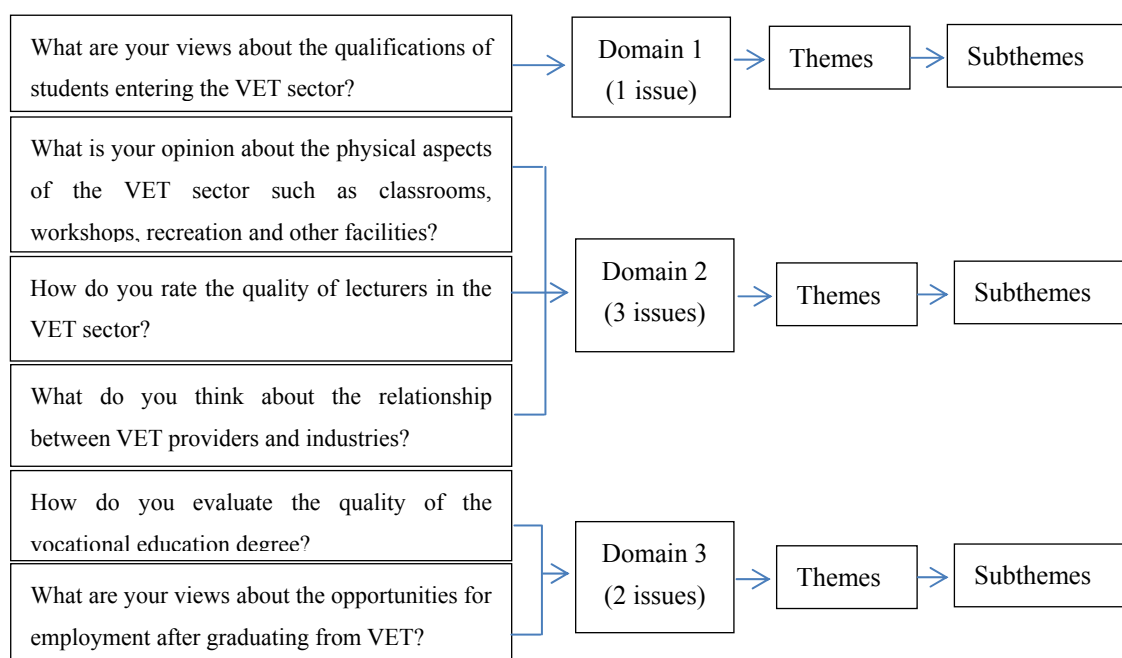 What are your views about the qualifications of
students entering the VET sector?
Domain 1
(1 issue)
Themes
Subthemes
What is your opinion about the physical aspects
of the VET sector such as classrooms,
workshops, recreation and other facilities?
How do you rate the quality of lecturers in the
VET sector?
What do you think about the relationship
between VET providers and industries?
Domain 2
(3 issues)
Themes
Subthemes
How do you evaluate the quality of the
vocational education degree?
What are your views about the opportunities for
employment after graduating from VET?
Domain 3
(2 issues)
Themes
Subthemes